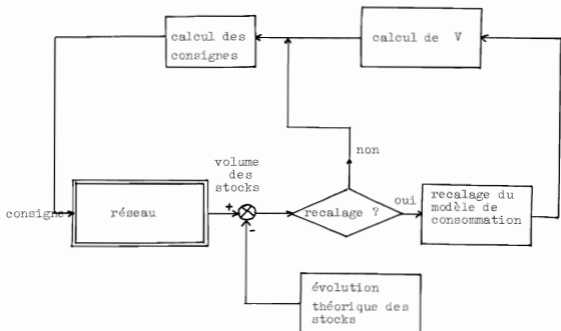 calcul des
consignes
calcul de V
non
volume
des
stocks
consigne
réseau
+
-
recalage ?
oui
recalage du
modèle de
consommation
évolution
théorique des
stocks